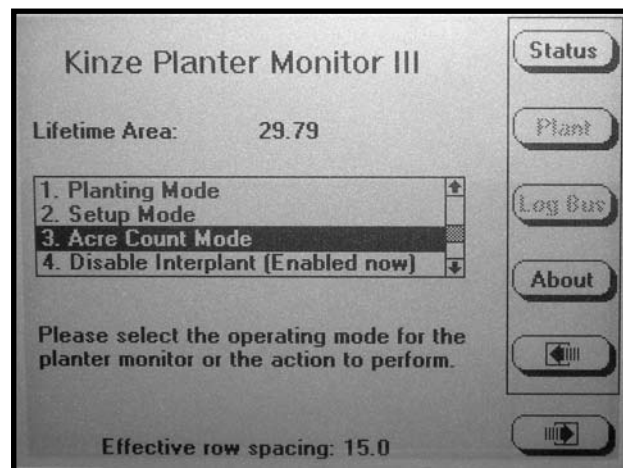 Kinze Planter Monitor III
Lifetime Area: 29.79
1. Planting Mode
2. Setup Mode
3. Acre Count Mode
4. Disable Interplant (Enabled now)
Please select the operating mode for the
planter monitor or the action to perform.
Effective row spacing: 15.0
Status
Plant
Log Bus
About